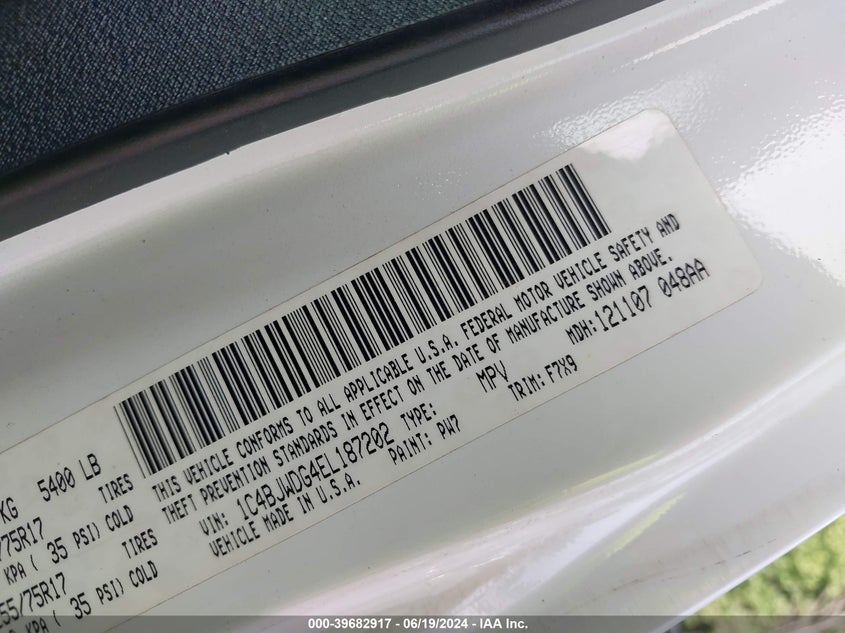 KG 5400 LB
/75R17 TIRES
KPA ( 35 PSI) COLD
255/75R17 TIRES
KPA ( 35 PSI) COLD
THIS VEHICLE CONFORMS TO ALL APPLICABLE U.S.A. FEDERAL MOTOR VEHICLE SAFETY AND
THEFT PREVENTION STANDARDS IN EFFECT ON THE DATE OF MANUFACTURE SHOWN ABOVE.
VIN: 1C4BJWDG4EL187202 TYPE: MPV MDH: 121107 048AA
VEHICLE MADE IN U.S.A. PAINT: PW7 TRIM: F7X9
000-39682917 / 06/19/2024 - IAA Inc.